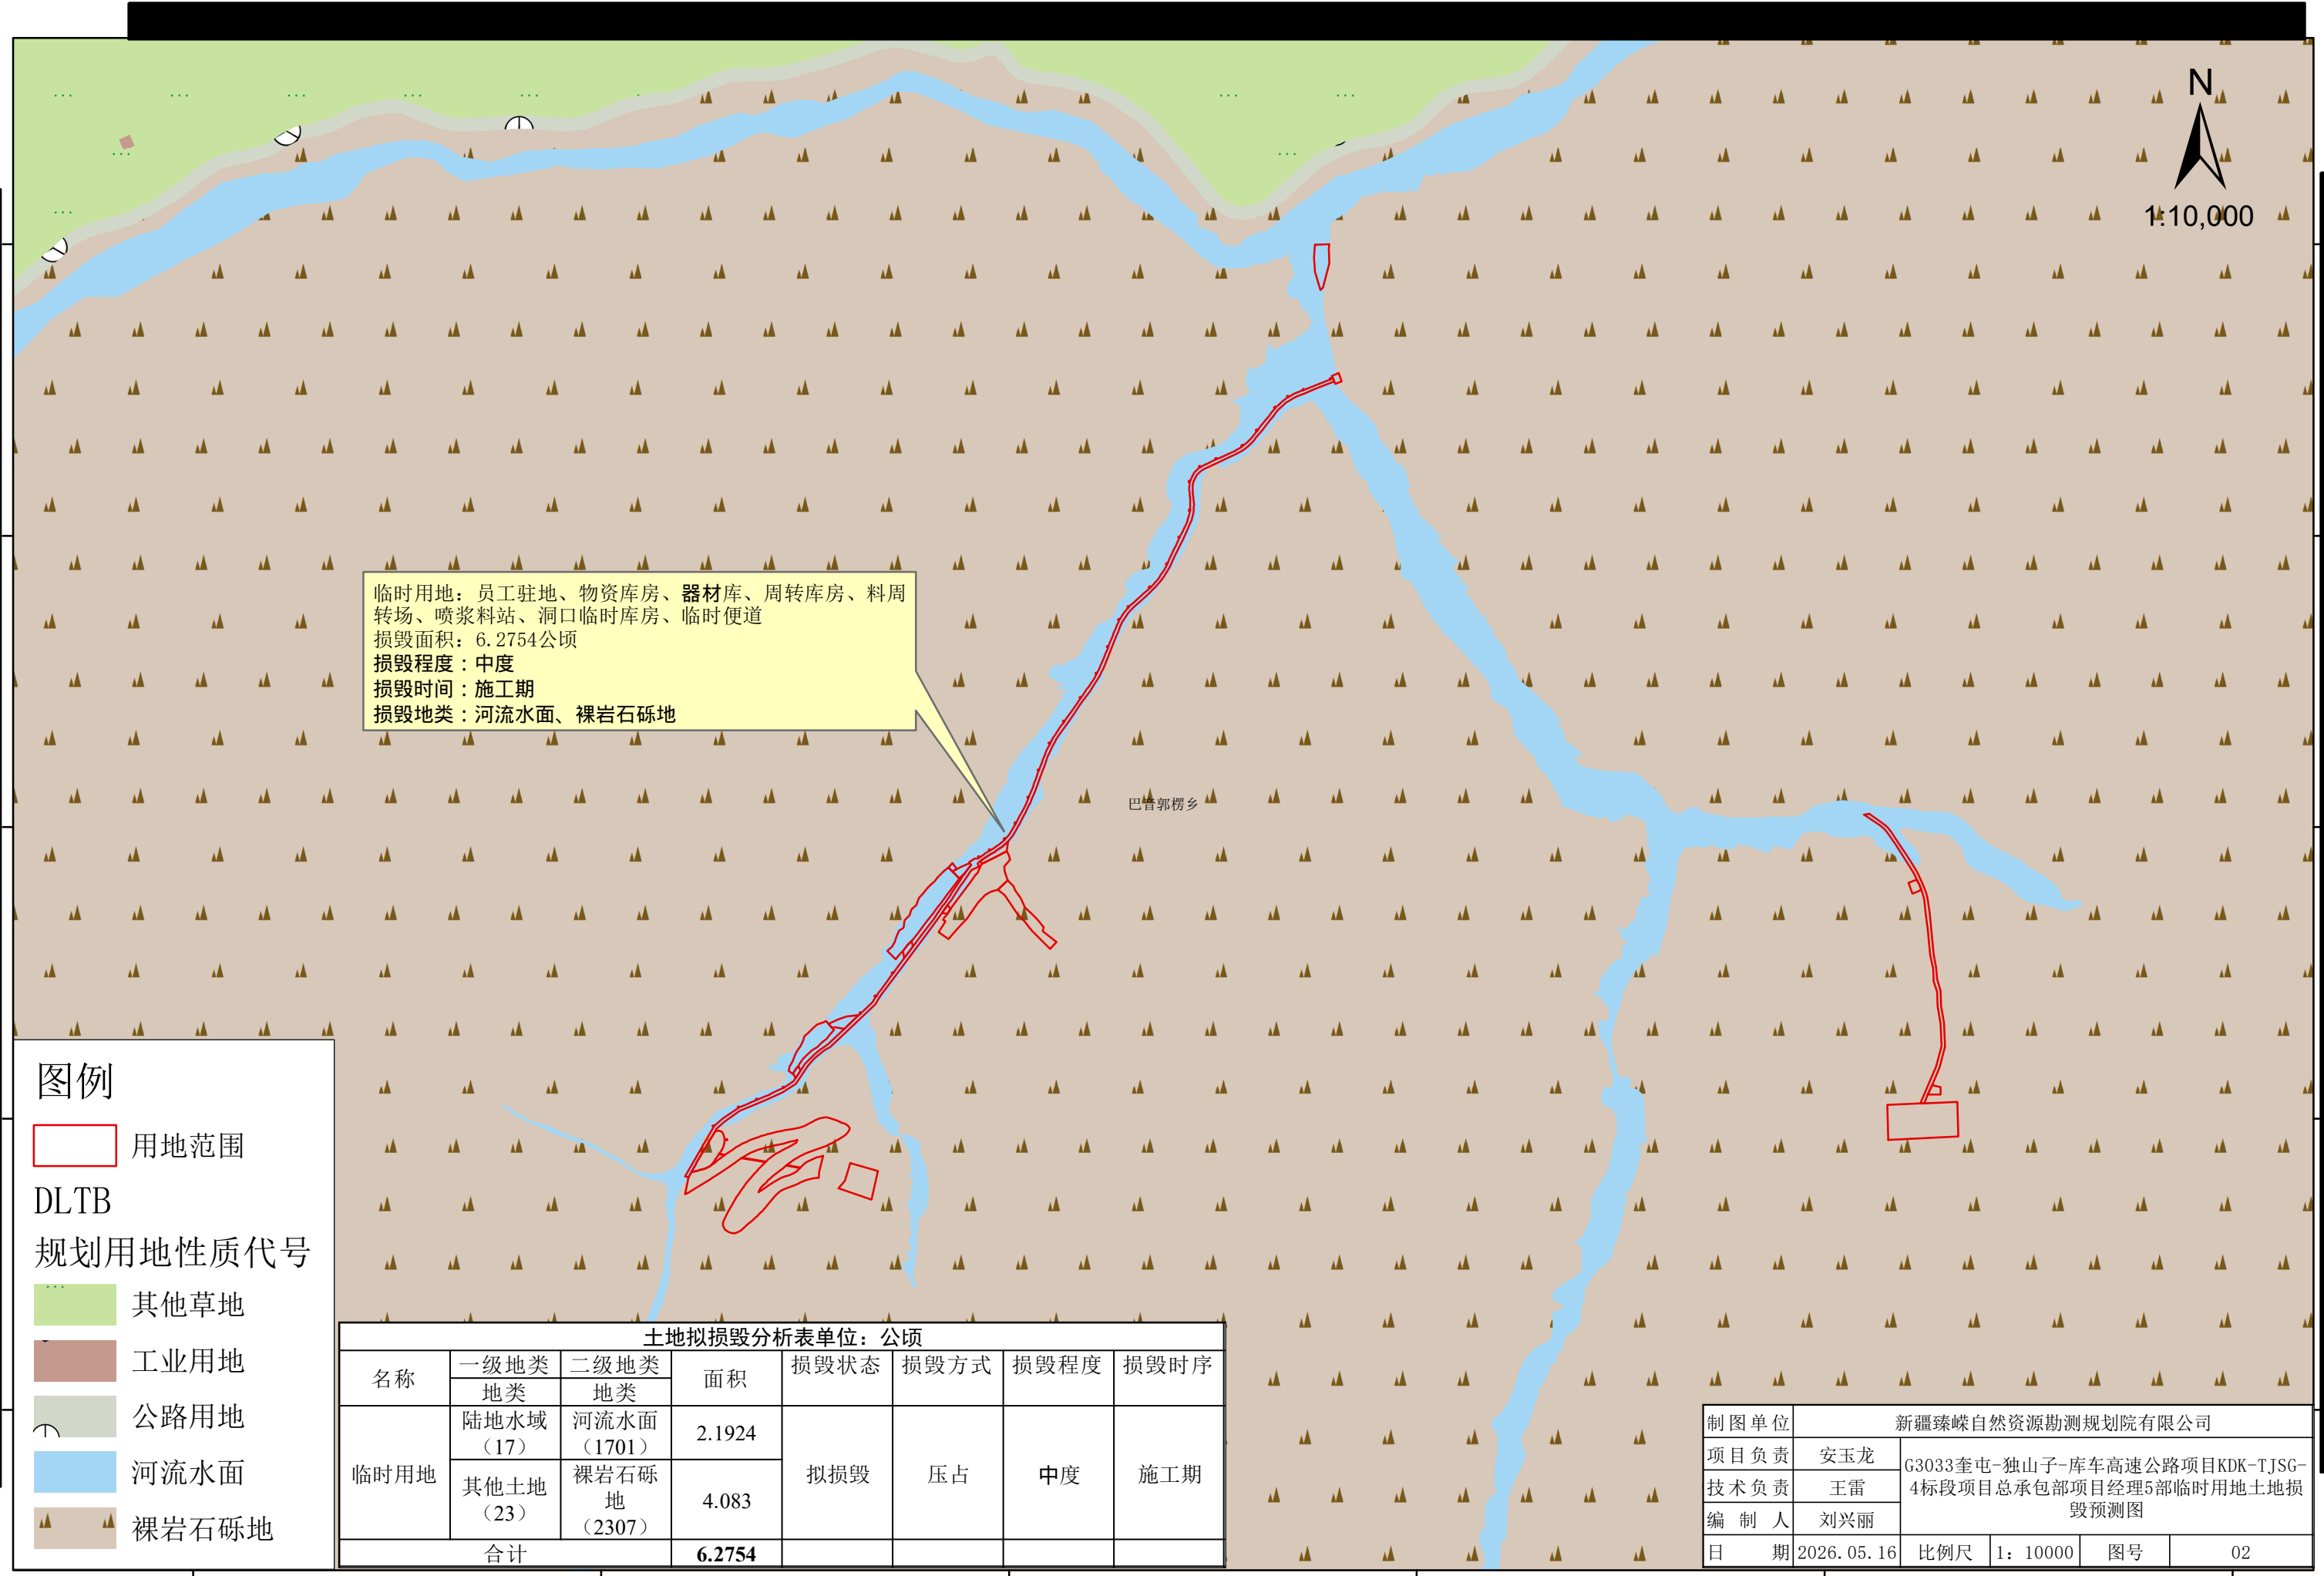 N
1:10,000
临时用地：员工驻地、物资库房、器材库、周转库房、料周
转场、喷浆料站、洞口临时库房、临时便道
损毁面积：6.2754公顷
损毁程度：中度
损毁时间：施工期
损毁地类：河流水面、裸岩石砾地
巴音郭楞乡
图例
用地范围
DLTB
规划用地性质代号
其他草地
工业用地
公路用地
河流水面
裸岩石砾地
土地拟损毁分析表单位：公顷
名称 一级地类 二级地类 面积 损毁状态 损毁方式 损毁程度 损毁时序
地类 地类
临时用地 陆地水域（17） 河流水面（1701） 2.1924 拟损毁 压占 中度 施工期
其他土地（23） 裸岩石砾地（2307） 4.083
合计 6.2754
制图单位 新疆臻嵘自然资源勘测规划院有限公司
项目负责 安玉龙
技术负责 王雷
编制人 刘兴丽
G3033奎屯-独山子-库车高速公路项目KDK-TJSG-
4标段项目总承包部项目经理5部临时用地土地损
毁预测图
日期 2026.05.16 比例尺 1：10000 图号 02